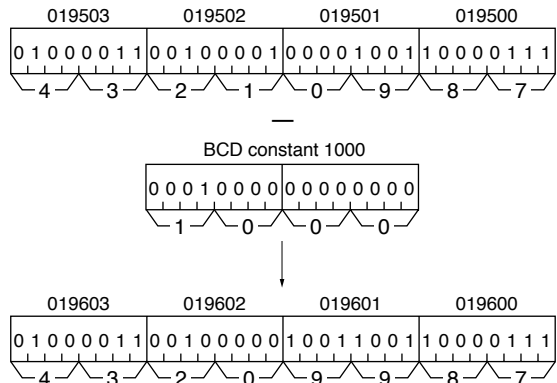 019503 019502 019501 019500
0 1 0 0 0 0 1 1 0 0 1 0 0 0 0 1 0 0 0 0 1 0 0 1 1 0 0 0 0 1 1 1
4 3 2 1 0 9 8 7
—
BCD constant 1000
0 0 0 1 0 0 0 0 0 0 0 0 0 0 0 0
1 0 0 0
019603 019602 019601 019600
0 1 0 0 0 0 1 1 0 0 1 0 0 0 0 0 1 0 0 1 1 0 0 1 1 0 0 0 0 1 1 1
4 3 2 0 9 9 8 7